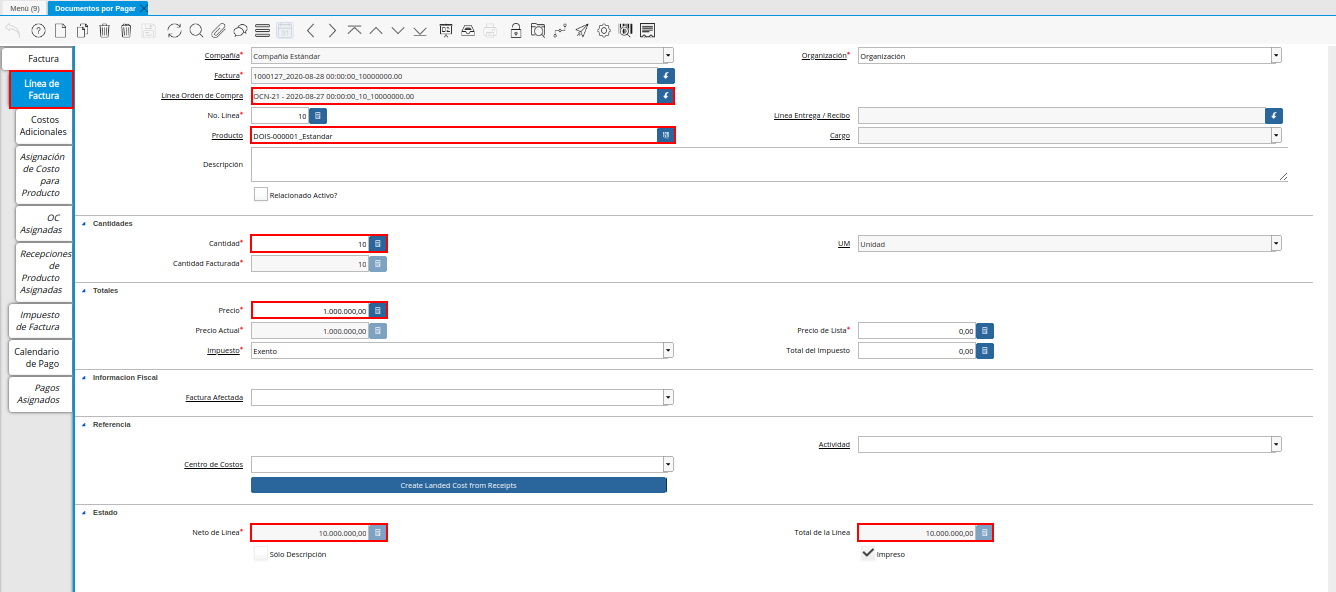 Menú (9)
Documentos por Pagar
Factura
Línea de
Factura
Costos
Adicionales
Asignación
de Costo
para
Producto
OC
Asignadas
Recepciones
de
Producto
Asignadas
Impuesto
de Factura
Calendario
de Pago
Pagos
Asignados
Compañía* Compañia Estándar
Organización* Organización
Factura* 1000127_2020-08-28 00:00:00_10000000.00
Línea Orden de Compra OCN-21 - 2020-08-27 00:00:00_10_10000000.00
No. Línea* 10
Línea Entrega / Recibo
Producto DOIS-000001_Estandar
Cargo
Descripción
Relacionado Activo?
Cantidades
Cantidad* 10
UM Unidad
Cantidad Facturada* 10
Totales
Precio* 1.000.000,00
Precio Actual* 1.000.000,00
Precio de Lista* 0,00
Impuesto* Exento
Total del Impuesto 0,00
Informacion Fiscal
Factura Afectada
Referencia
Actividad
Centro de Costos
Create Landed Cost from Receipts
Estado
Neto de Línea* 10.000.000,00
Total de la Línea 10.000.000,00
Sólo Descripción
Impreso